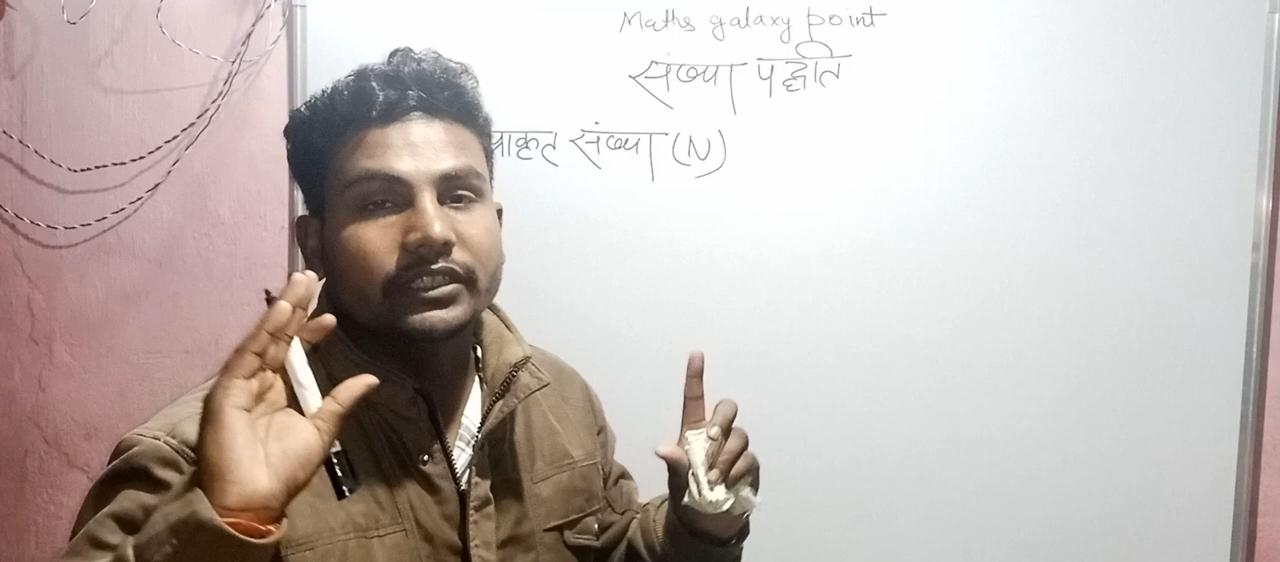 Maths galaxy point
संख्या पद्धति
प्राकृत संख्या (N)